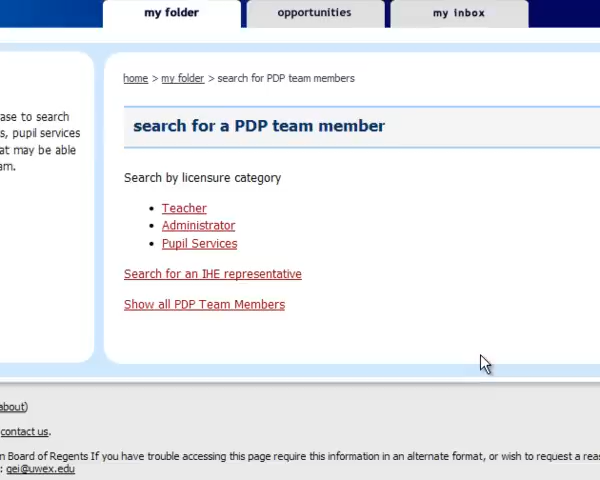 my folder
opportunities
my inbox
home > my folder > search for PDP team members
ase to search
s, pupil services
at may be able
am.
search for a PDP team member
Search by licensure category
• Teacher
• Administrator
• Pupil Services
Search for an IHE representative
Show all PDP Team Members
about)
contact us.
n Board of Regents If you have trouble accessing this page require this information in an alternate format, or wish to request a rea
: qei@uwex.edu